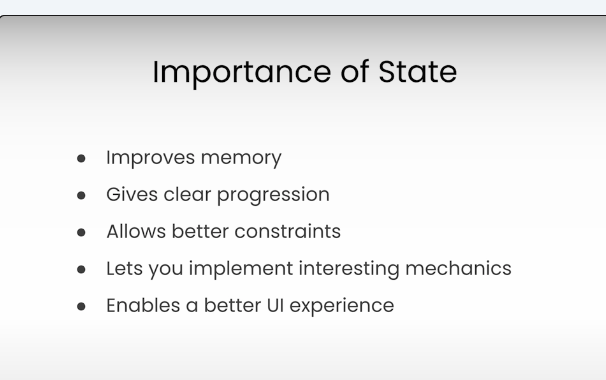 Importance of State
● Improves memory
● Gives clear progression
● Allows better constraints
● Lets you implement interesting mechanics
● Enables a better UI experience